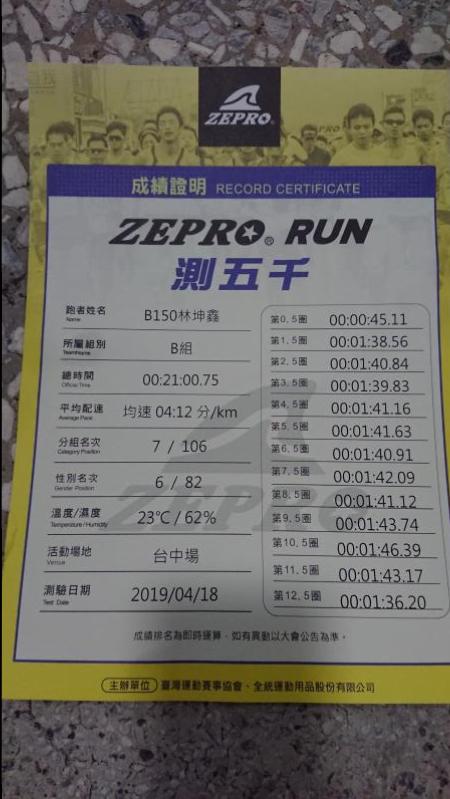 ZEPRO®
成績證明 RECORD CERTIFICATE
ZEPRO® RUN
測五千
跑者姓名 B150林坤鑫
Name
所屬組別 B組
TeamName
總時間 00:21:00.75
Official Time
平均配速 均速 04:12 分/km
Average Pace
分組名次 7 / 106
Category Position
性別名次 6 / 82
Gender Position
溫度/濕度 23℃ / 62%
Temperature / Humidity
活動場地 台中場
Venue
測驗日期 2019/04/18
Test Date
第0.5圈 00:00:45.11
第1.5圈 00:01:38.56
第2.5圈 00:01:40.84
第3.5圈 00:01:39.83
第4.5圈 00:01:41.16
第5.5圈 00:01:41.63
第6.5圈 00:01:40.91
第7.5圈 00:01:42.09
第8.5圈 00:01:41.12
第9.5圈 00:01:43.74
第10.5圈 00:01:46.39
第11.5圈 00:01:43.17
第12.5圈 00:01:36.20
ZEPRO
成績排名為即時運算，如有異動以大會公告為準。
主辦單位 臺灣運動賽事協會、全統運動用品股份有限公司